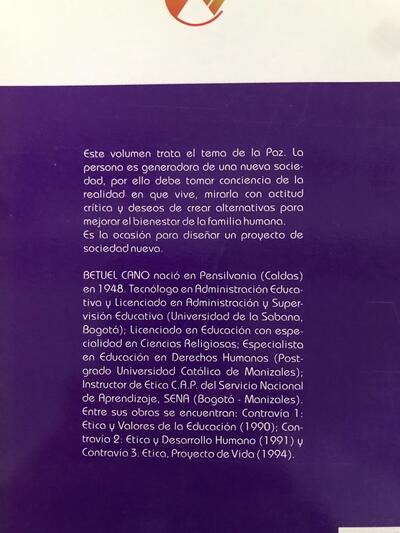 Este volumen trata el tema de la Paz. La
persona es generadora de una nueva socie-
dad, por ello debe tomar conciencia de la
realidad en que vive, mirarla con actitud
crítica y deseos de crear alternativas para
mejorar el bienestar de la familia humana.
Es la ocasión para diseñar un proyecto de
sociedad nueva.
BETUEL CANO nació en Pensilvania (Caldas)
en 1948. Tecnólogo en Administración Educa-
tiva y Licenciado en Administración y Super-
visión Educativa (Universidad de la Sabana,
Bogotá); Licenciado en Educación con espe-
cialidad en Ciencias Religiosas; Especialista
en Educación en Derechos Humanos (Post-
grado Universidad Católica de Manizales);
Instructor de Etica C.A.P. del Servicio Nacional
de Aprendizaje, SENA (Bogotá - Manizales).
Entre sus obras se encuentran: Contravía 1:
Etica y Valores de la Educación (1990); Con-
travía 2: Etica y Desarrollo Humano (1991) y
Contravía 3. Etica, Proyecto de Vida (1994).